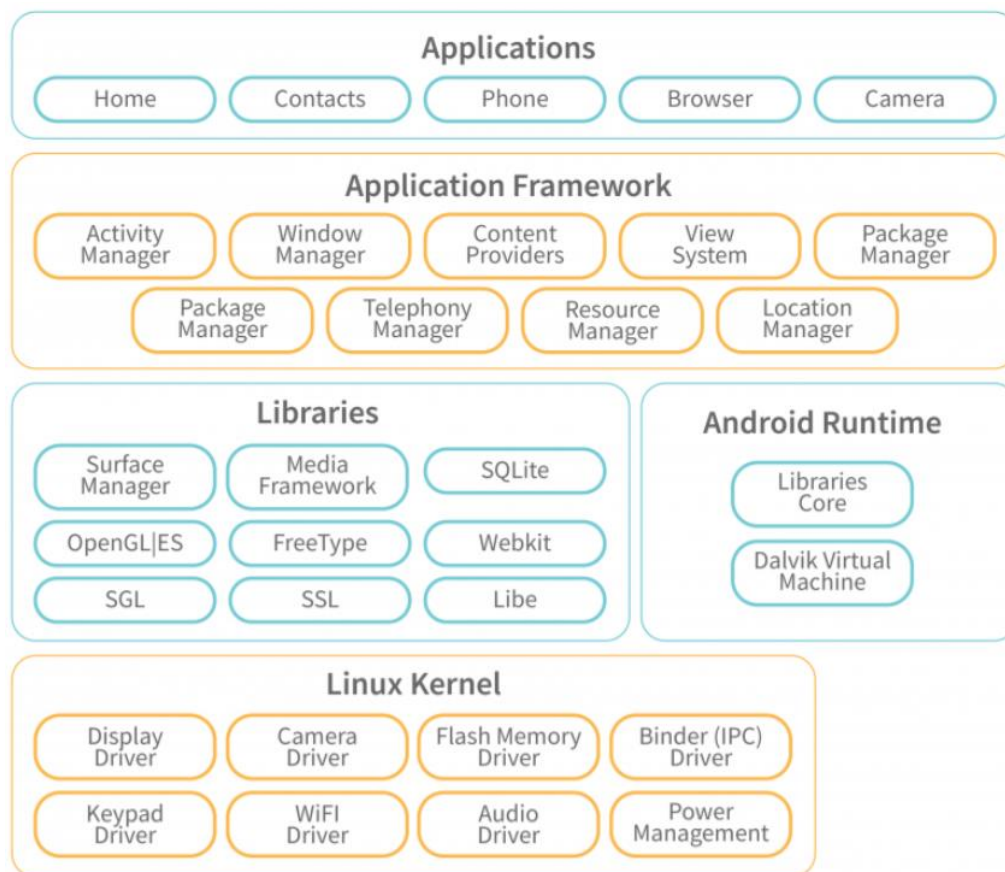 Applications
Home Contacts Phone Browser Camera
Application Framework
Activity Manager
Window Manager
Content Providers
View System
Package Manager
Package Manager
Telephony Manager
Resource Manager
Location Manager
Libraries
Surface Manager
Media Framework
SQLite
OpenGL|ES FreeType Webkit
SGL SSL Libe
Android Runtime
Libraries Core
Dalvik Virtual Machine
Linux Kernel
Display Driver
Camera Driver
Flash Memory Driver
Binder (IPC) Driver
Keypad Driver
WiFI Driver
Audio Driver
Power Management